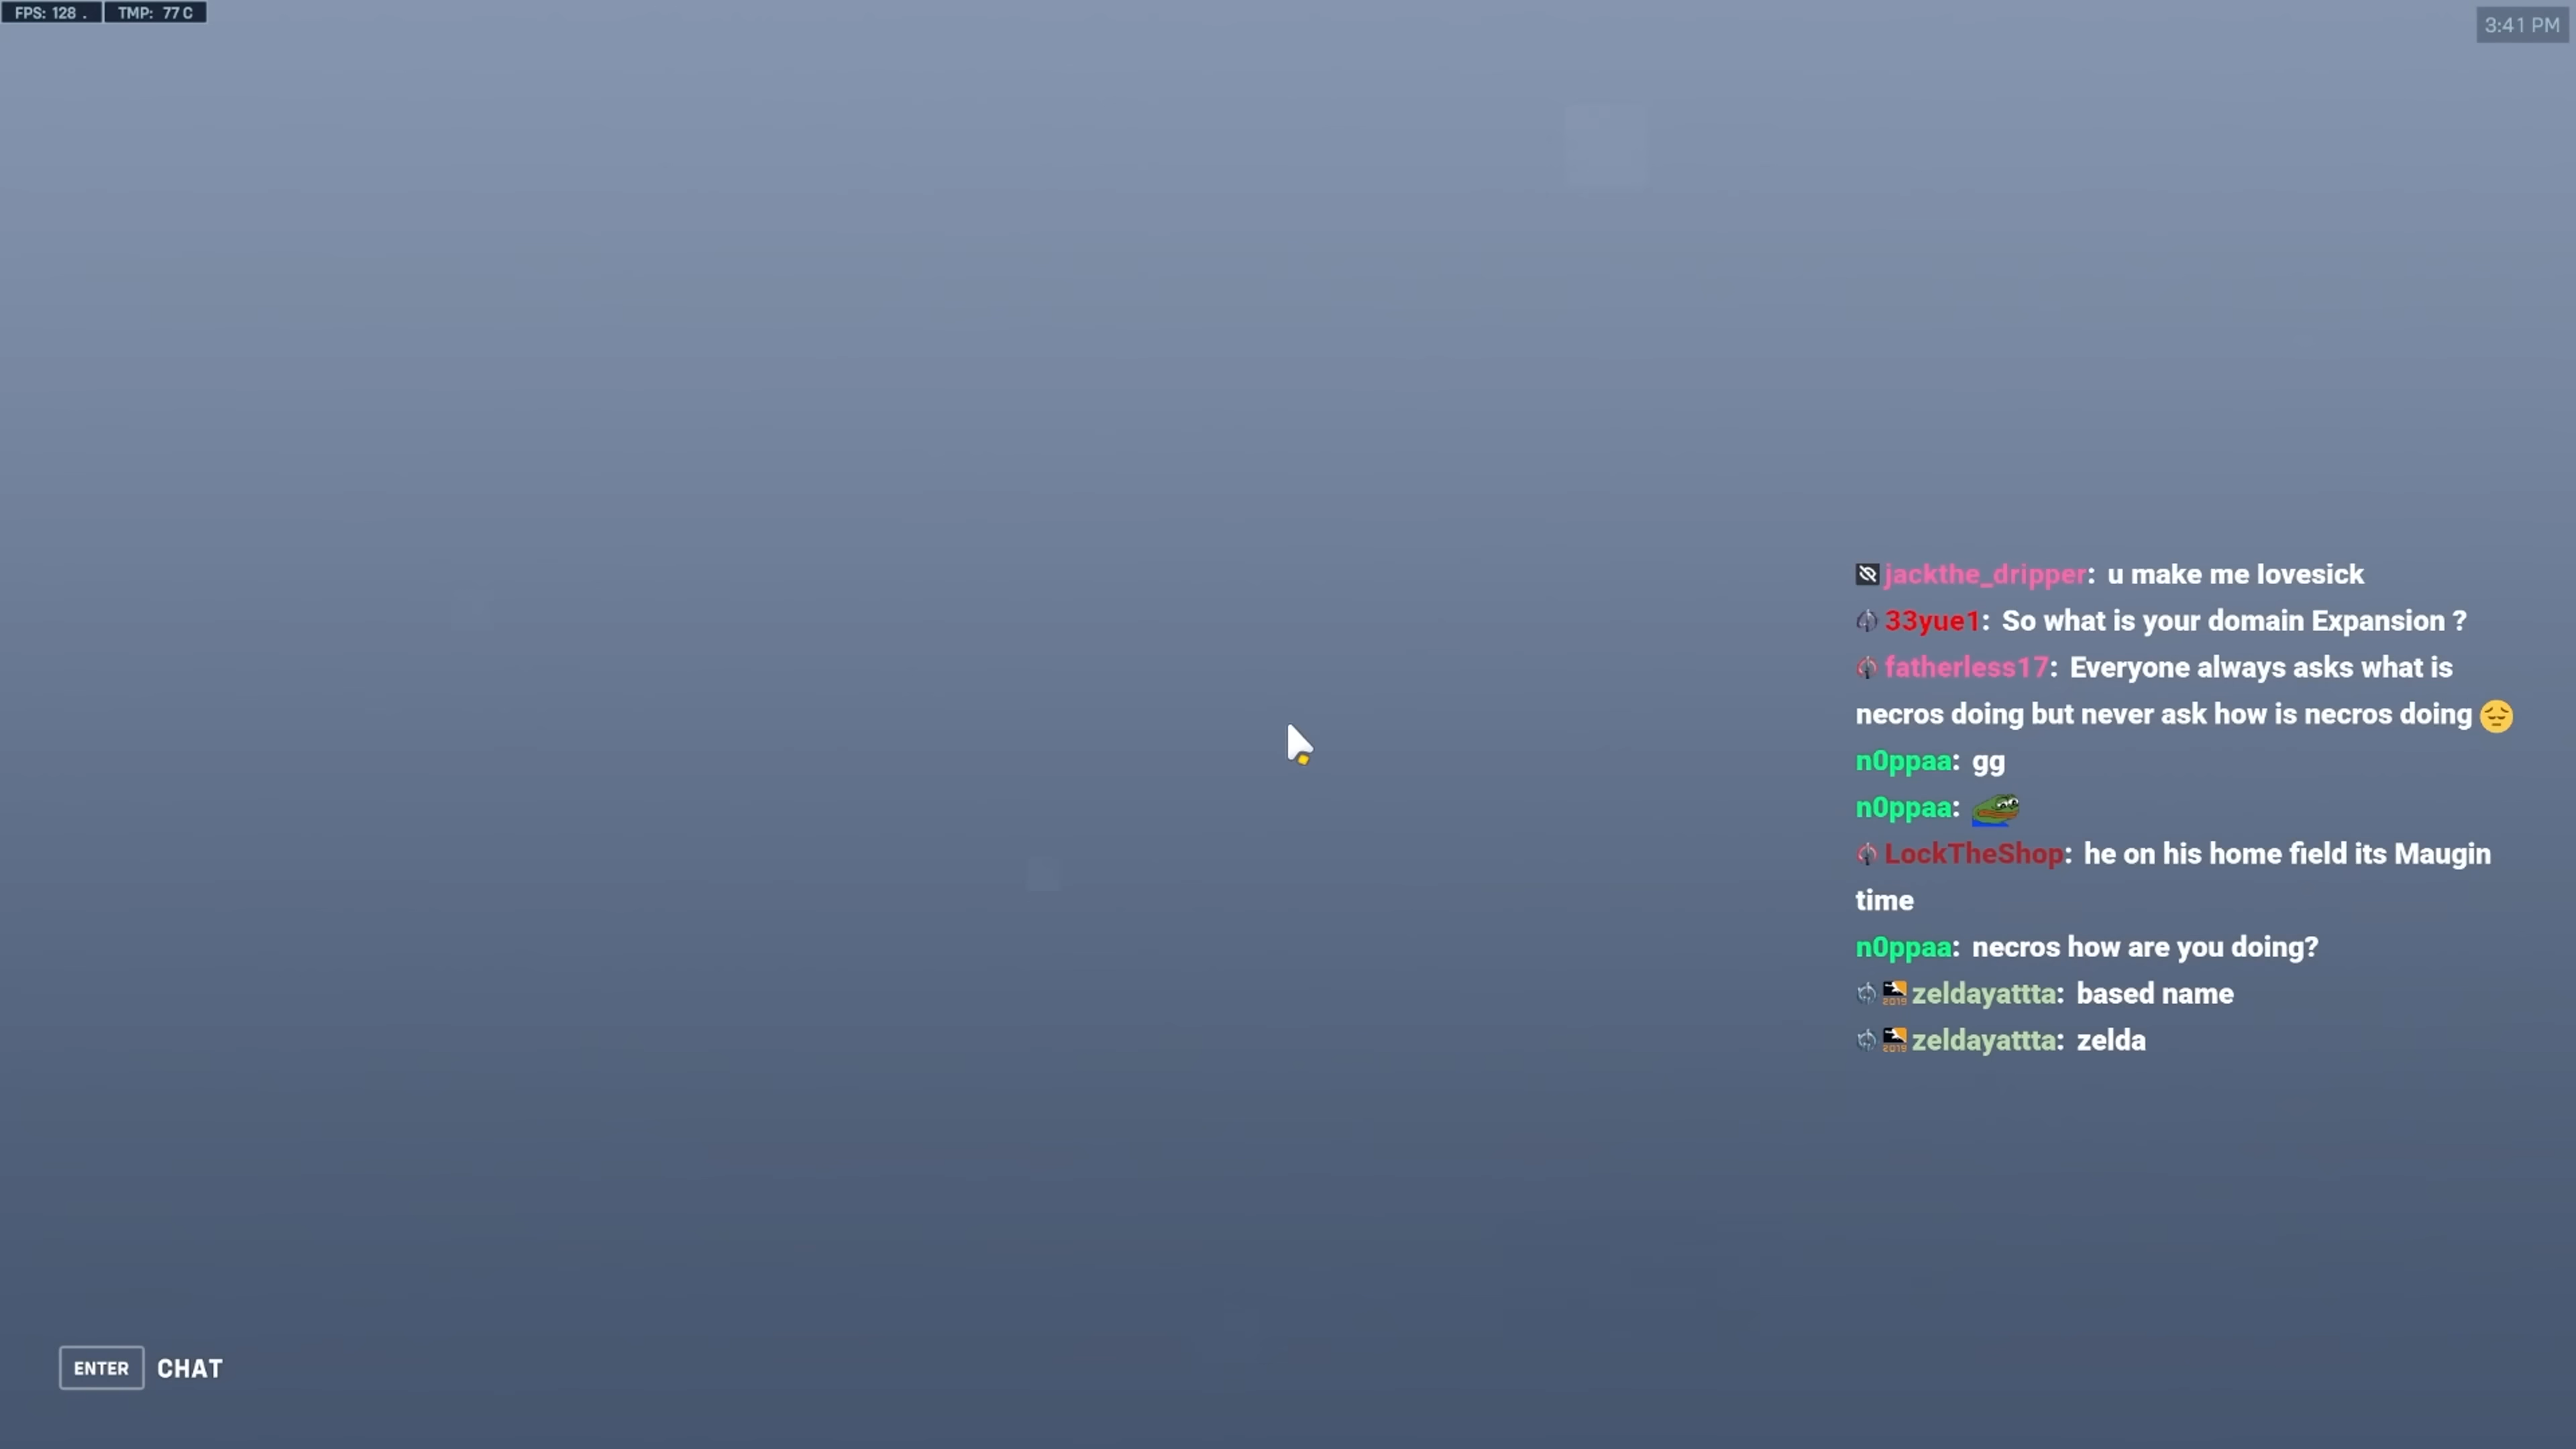 FPS: 128 .
TMP: 77 C
3:41 PM
jackthe_dripper: u make me lovesick
33yue1: So what is your domain Expansion ?
fatherless17: Everyone always asks what is
necros doing but never ask how is necros doing
n0ppaa: gg
n0ppaa:
LockTheShop: he on his home field its Maugin
time
n0ppaa: necros how are you doing?
2019 zeldayattta: based name
2019 zeldayattta: zelda
ENTER CHAT